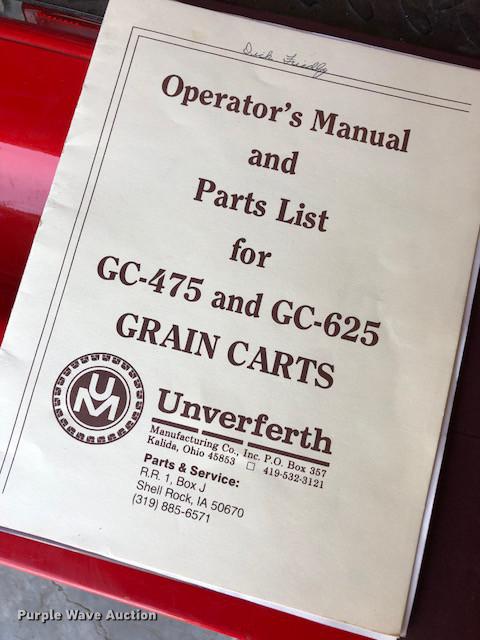 Dick Friedly
Operator's Manual
and
Parts List
for
GC-475 and GC-625
GRAIN CARTS
UM
Unverferth
Manufacturing Co., Inc. P.O. Box 357
Kalida, Ohio 45853 □ 419-532-3121
Parts & Service:
R.R. 1, Box J
Shell Rock, IA 50670
(319) 885-6571
Purple Wave Auction